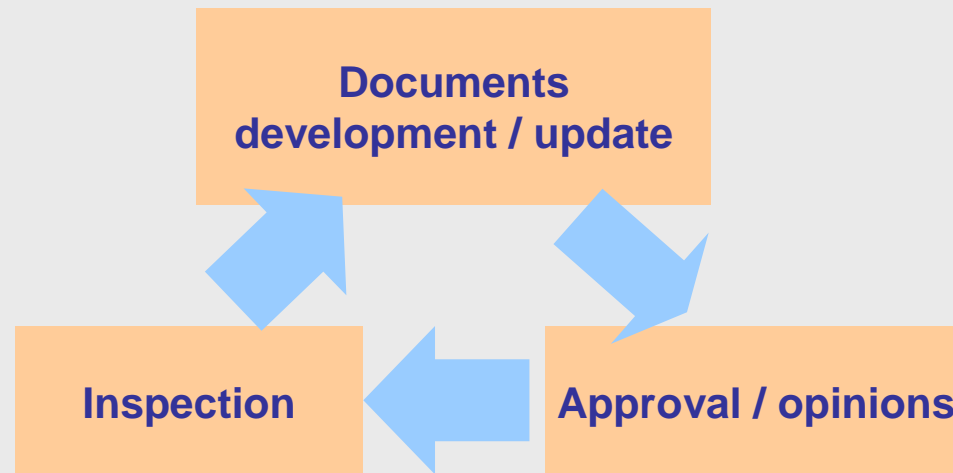 Documents
development / update
Inspection
Approval / opinions